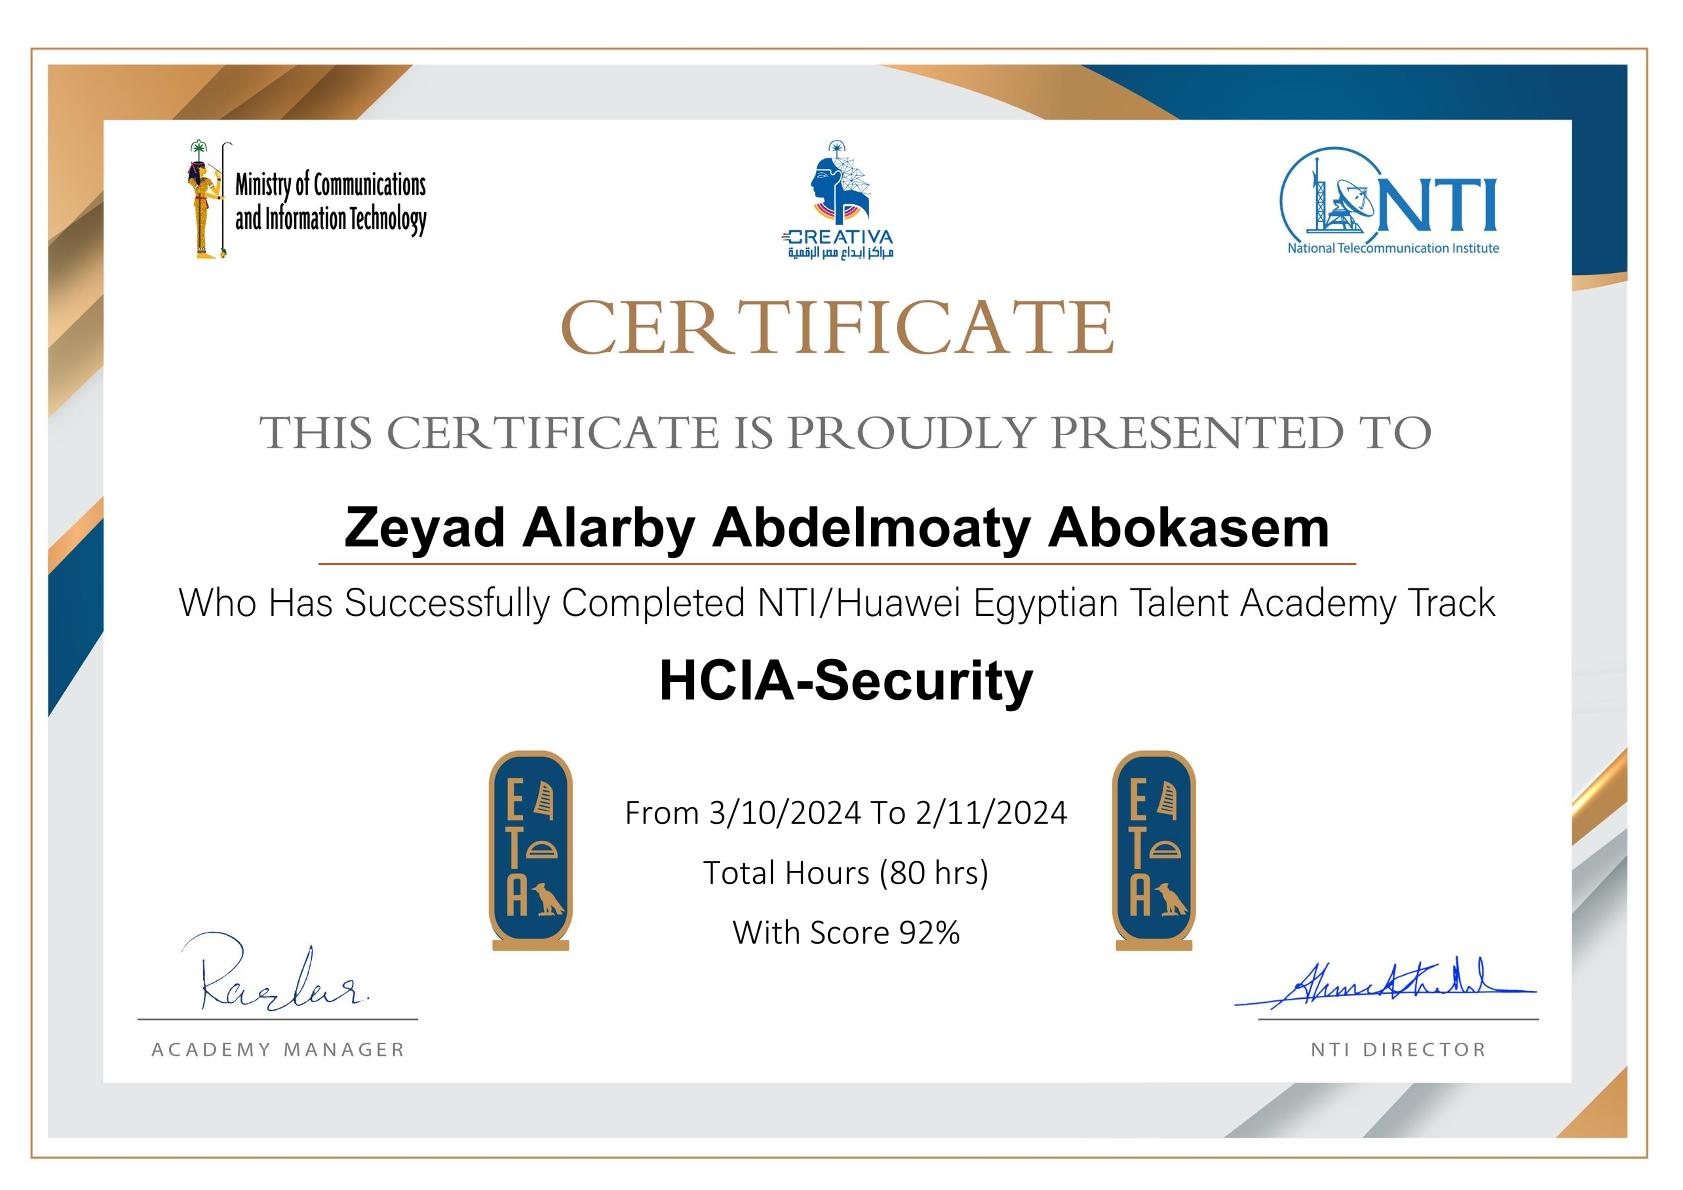 Ministry of Communications
and Information Technology
CREATIVA
مراكز إبداع مصر الرقمية
NTI
National Telecommunication Institute
CERTIFICATE
THIS CERTIFICATE IS PROUDLY PRESENTED TO
Zeyad Alarby Abdelmoaty Abokasem
Who Has Successfully Completed NTI/Huawei Egyptian Talent Academy Track
HCIA-Security
ETA
From 3/10/2024 To 2/11/2024
Total Hours (80 hrs)
With Score 92%
ETA
ACADEMY MANAGER
NTI DIRECTOR